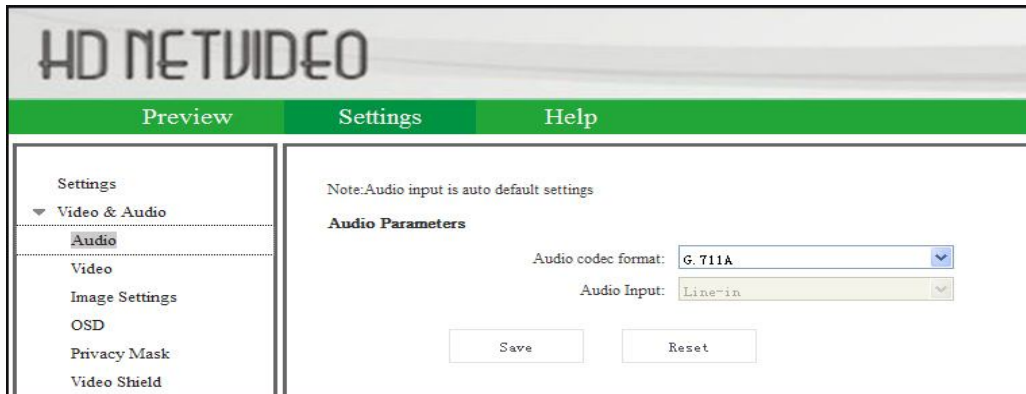 HD NETVIDEO
Preview Settings Help
Settings
Video & Audio
Audio
Video
Image Settings
OSD
Privacy Mask
Video Shield
Note:Audio input is auto default settings
Audio Parameters
Audio codec format: G.711A
Audio Input: Line-in
Save Reset